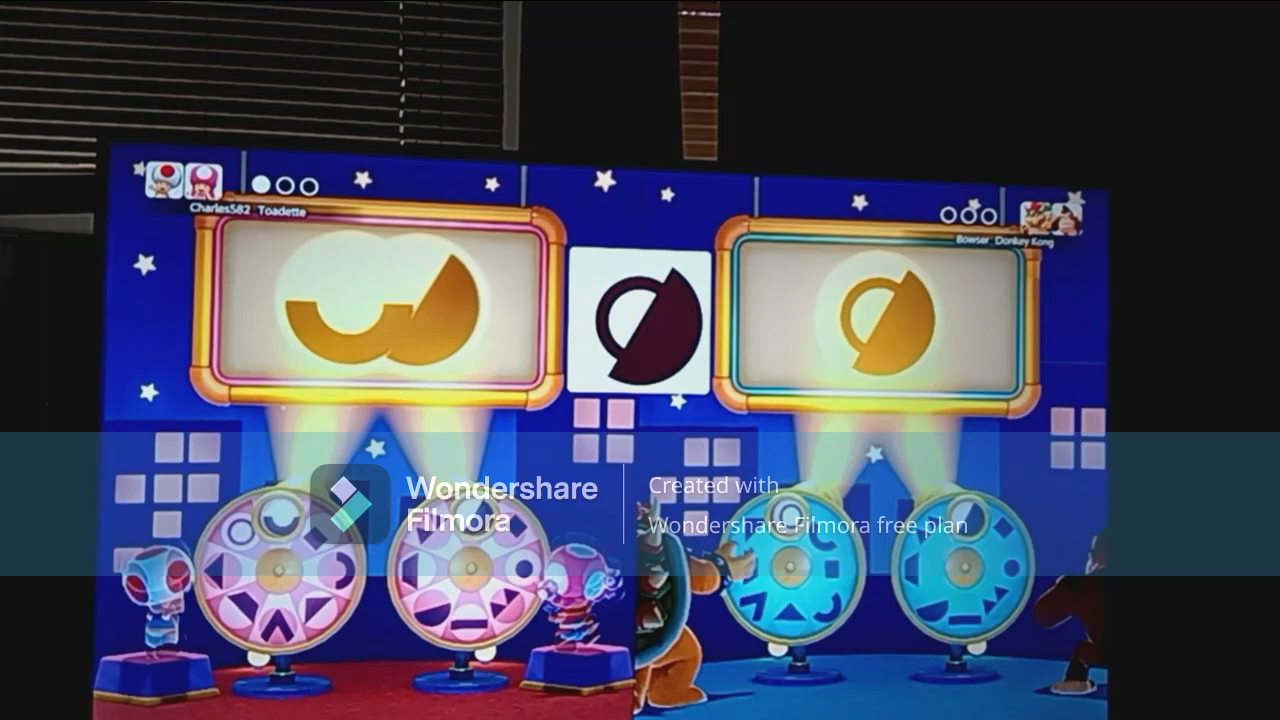 Charles582 Toadette
Bowser Donkey Kong
Wondershare
Filmora
Created with
Wondershare Filmora free plan